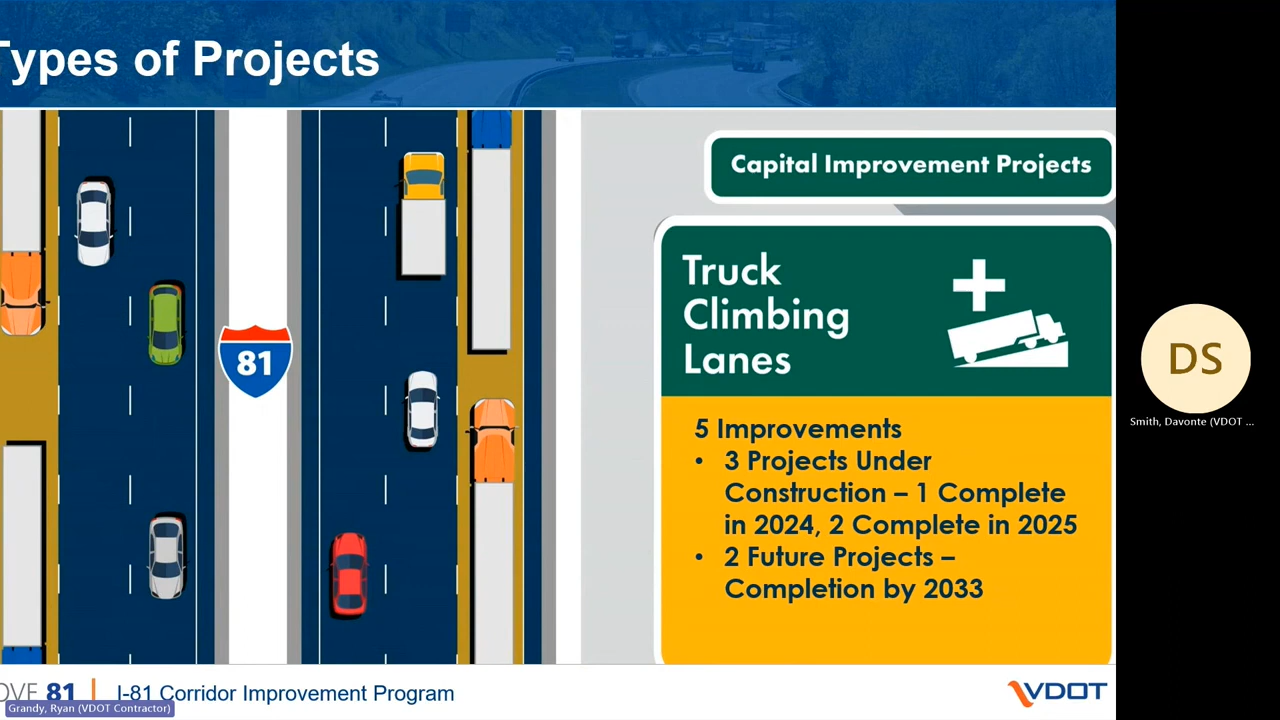 Types of Projects
Capital Improvement Projects
Truck
Climbing
Lanes
81
5 Improvements
• 3 Projects Under
Construction – 1 Complete
in 2024, 2 Complete in 2025
• 2 Future Projects –
Completion by 2033
DS
Smith, Davonte (VDOT ...
OVE 81 | I-81 Corridor Improvement Program
VDOT
Grandy, Ryan (VDOT Contractor)